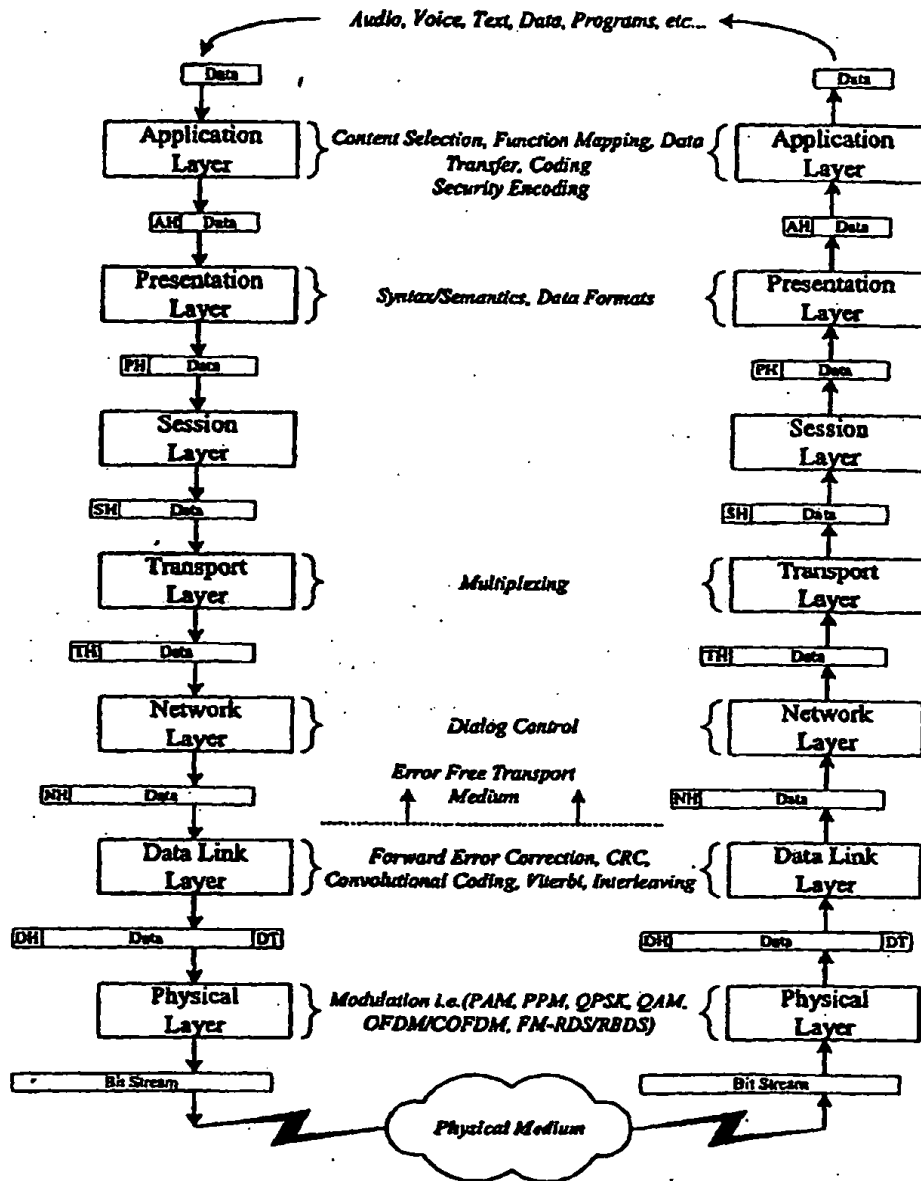 Audio, Voice, Text, Data, Programs, etc...
Data
Data
Application
Layer
Content Selection, Function Mapping, Data
Transfer, Coding
Security Encoding
Application
Layer
AH Data
AH Data
Presentation
Layer
Syntax/Semantics, Data Formats
Presentation
Layer
PH Data
PH Data
Session
Layer
Session
Layer
SH Data
SH Data
Transport
Layer
Multiplexing
Transport
Layer
TH Data
TH Data
Network
Layer
Dialog Control
Network
Layer
Error Free Transport
Medium
NH Data
NH Data
Data Link
Layer
Forward Error Correction, CRC,
Convolutional Coding, Viterbi, Interleaving
Data Link
Layer
DH Data DT
DH Data DT
Physical
Layer
Modulation i.e.(PAM, PPM, QPSK, QAM,
OFDM/COFDM, FM-RDS/RBDS)
Physical
Layer
Bit Stream
Bit Stream
Physical Medium